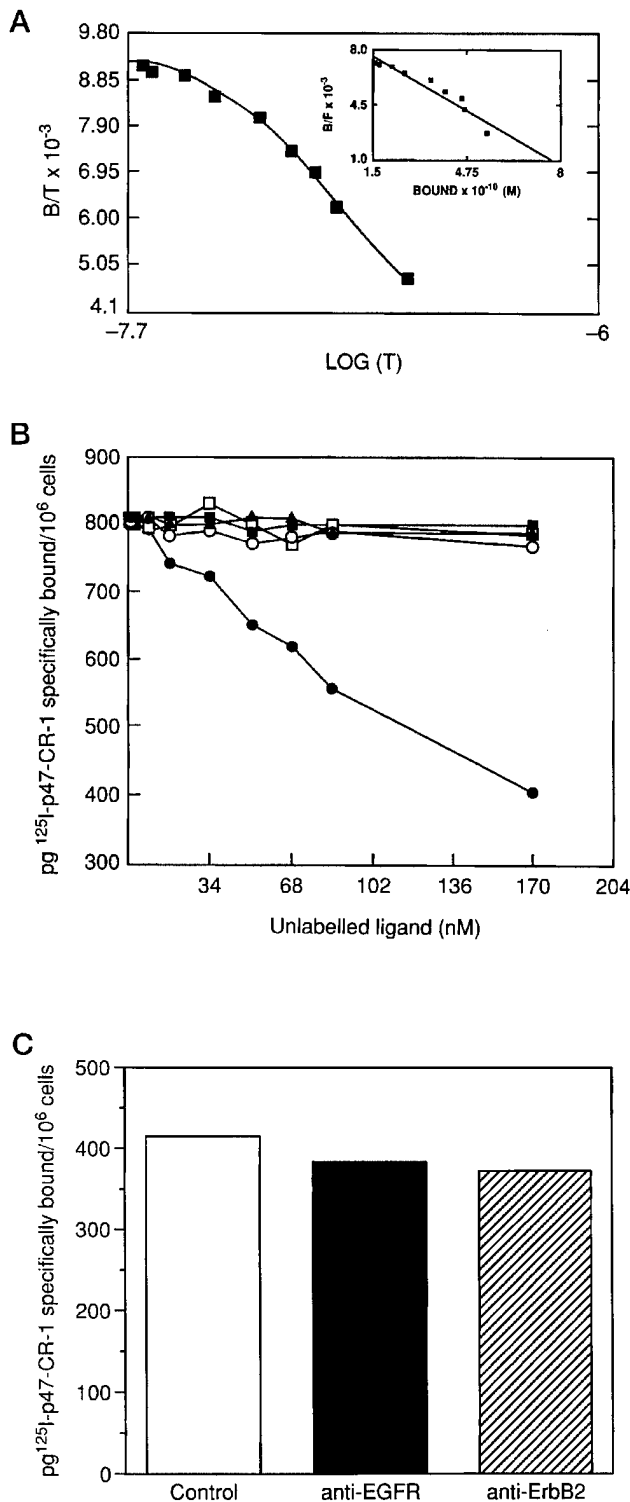 A
9.80
8.85
7.90
6.95
6.00
5.05
4.1
B/T x 10-3
–7.7
–6
LOG (T)
8.0
4.5
1.0
B/F x 10-3
1.5
4.75
8
BOUND x 10-10 (M)
B
900
800
700
600
500
400
300
pg 125I-p47-CR-1 specifically bound/106 cells
34
68
102
136
170
204
Unlabelled ligand (nM)
C
500
400
300
200
100
0
pg125I-p47-CR-1 specifically bound/106 cells
Control
anti-EGFR
anti-ErbB2